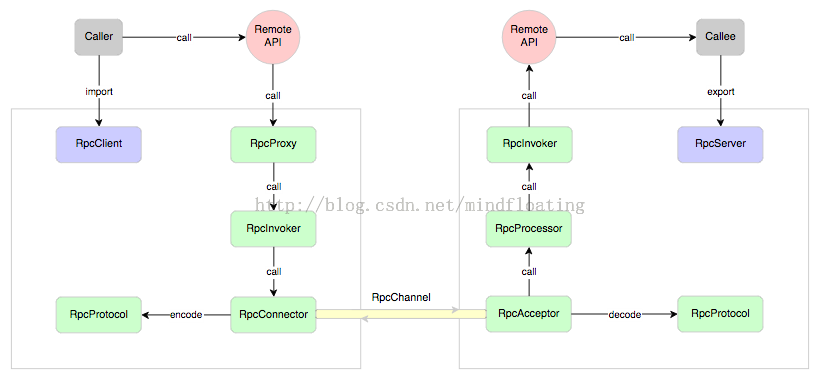 Caller
call
Remote
API
Remote
API
call
Callee
import
call
call
export
RpcClient
RpcProxy
RpcInvoker
RpcServer
call
call
http://blog.csdn.net/mindfloating
RpcInvoker
RpcProcessor
call
call
RpcChannel
RpcProtocol
encode
RpcConnector
RpcAcceptor
decode
RpcProtocol